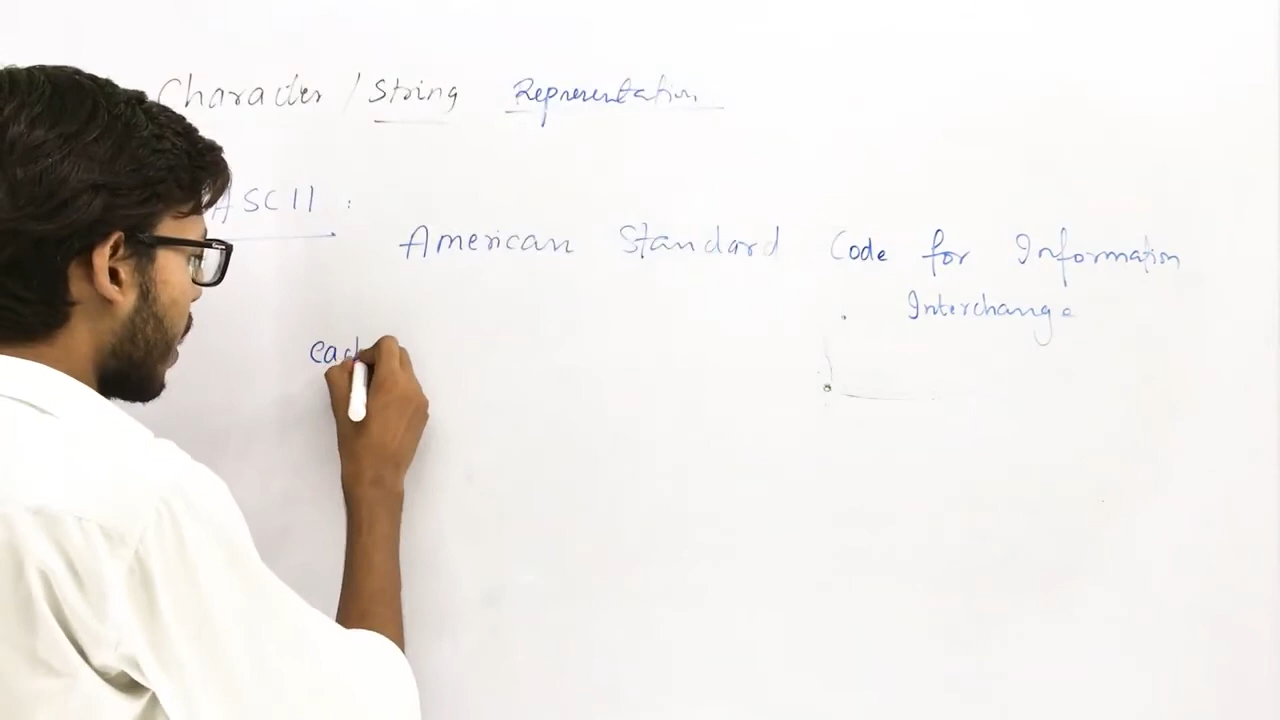 Character / String Representation
ASCII :
American Standard Code for Information
Interchange
each